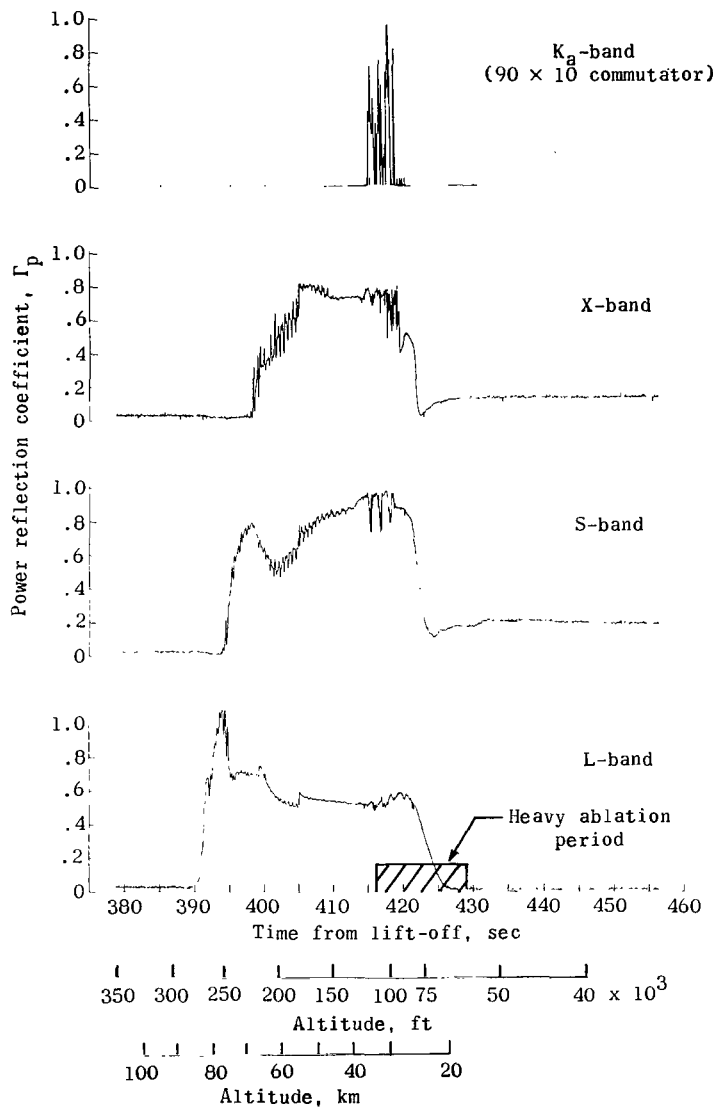 1.0
.8
.6
.4
.2
0
Ka-band
(90 × 10 commutator)
Power reflection coefficient, Γp
1.0
.8
.6
.4
.2
0
X-band
1.0
.8
.6
.4
.2
0
S-band
1.0
.8
.6
.4
.2
0
L-band
Heavy ablation
period
380 390 400 410 420 430 440 450 460
Time from lift-off, sec
350 300 250 200 150 100 75 50 40 x 10³
Altitude, ft
100 80 60 40 20
Altitude, km